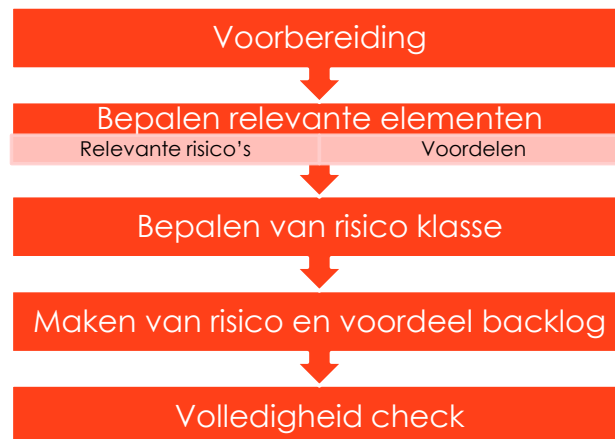 Voorbereiding
Bepalen relevante elementen
Relevante risico's
Voordelen
Bepalen van risico klasse
Maken van risico en voordeel backlog
Volledigheid check